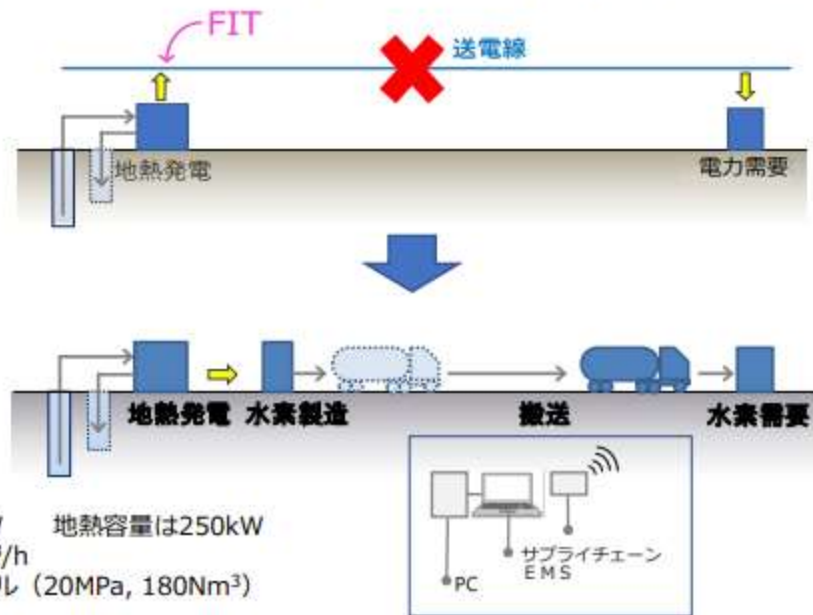 FIT
送電線
地熱発電
電力需要
地熱発電
水素製造
搬送
水素需要
地熱容量は250kW
/h
ル（20MPa, 180Nm³）
サプライチェーン
EMS
PC